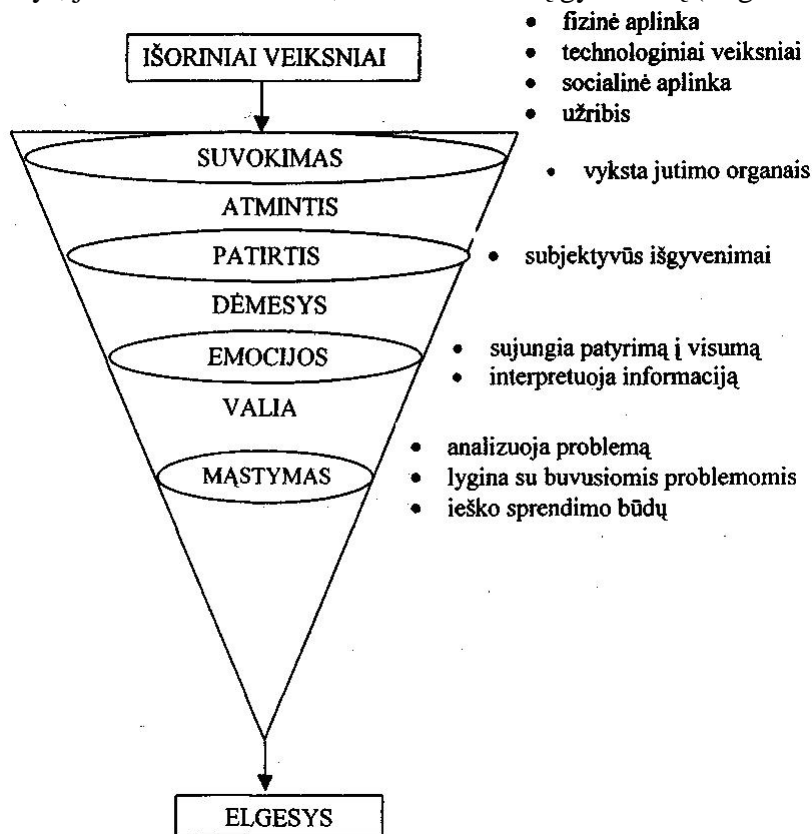 • fizinė aplinka
IŠORINIAI VEIKSNIAI
• technologiniai veiksniai
• socialinė aplinka
• užribis
SUVOKIMAS
• vyksta jutimo organais
ATMINTIS
PATIRTIS
• subjektyvūs išgyvenimai
DĖMESYS
EMOCIJOS
• sujungia patyrimą į visumą
• interpretuoja informaciją
VALIA
• analizuoja problemą
MĄSTYMAS
• lygina su buvusiomis problemomis
• ieško sprendimo būdų
ELGESYS